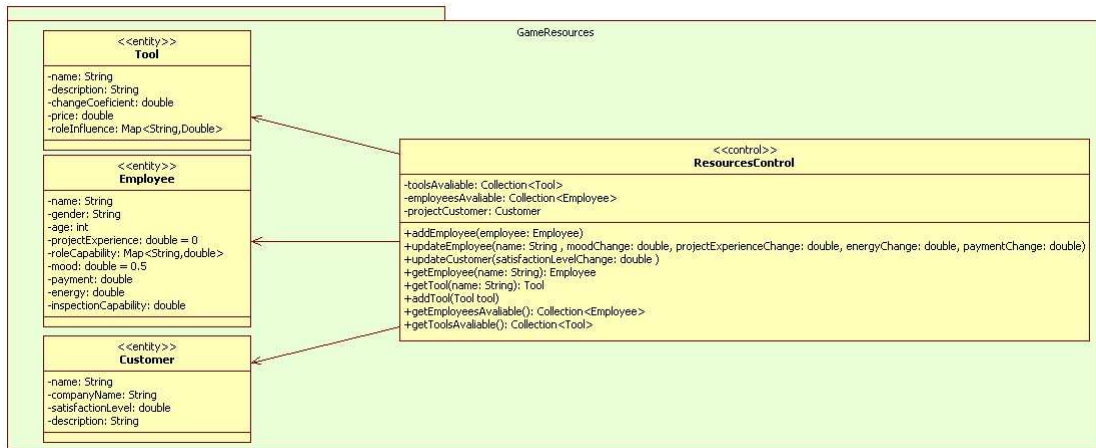 GameResources
<<entity>>
Tool
-name: String
-description: String
-changeCoeficient: double
-price: double
-roleInfluence: Map<String,Double>
<<entity>>
Employee
-name: String
-gender: String
-age: int
-projectExperience: double = 0
-roleCapability: Map<String,double>
-mood: double = 0.5
-payment: double
-energy: double
-inspectionCapability: double
<<entity>>
Customer
-name: String
-companyName: String
-satisfactionLevel: double
-description: String
<<control>>
ResourcesControl
-toolsAvaliable: Collection<Tool>
-employeesAvaliable: Collection<Employee>
-projectCustomer: Customer
+addEmployee(employee: Employee)
+updateEmployee(name: String , moodChange: double, projectExperienceChange: double, energyChange: double, paymentChange: double)
+updateCustomer(satisfactionLevelChange: double )
+getEmployee(name: String): Employee
+getTool(name: String): Tool
+addTool(Tool tool)
+getEmployeesAvaliable(): Collection<Employee>
+getToolsAvaliable(): Collection<Tool>